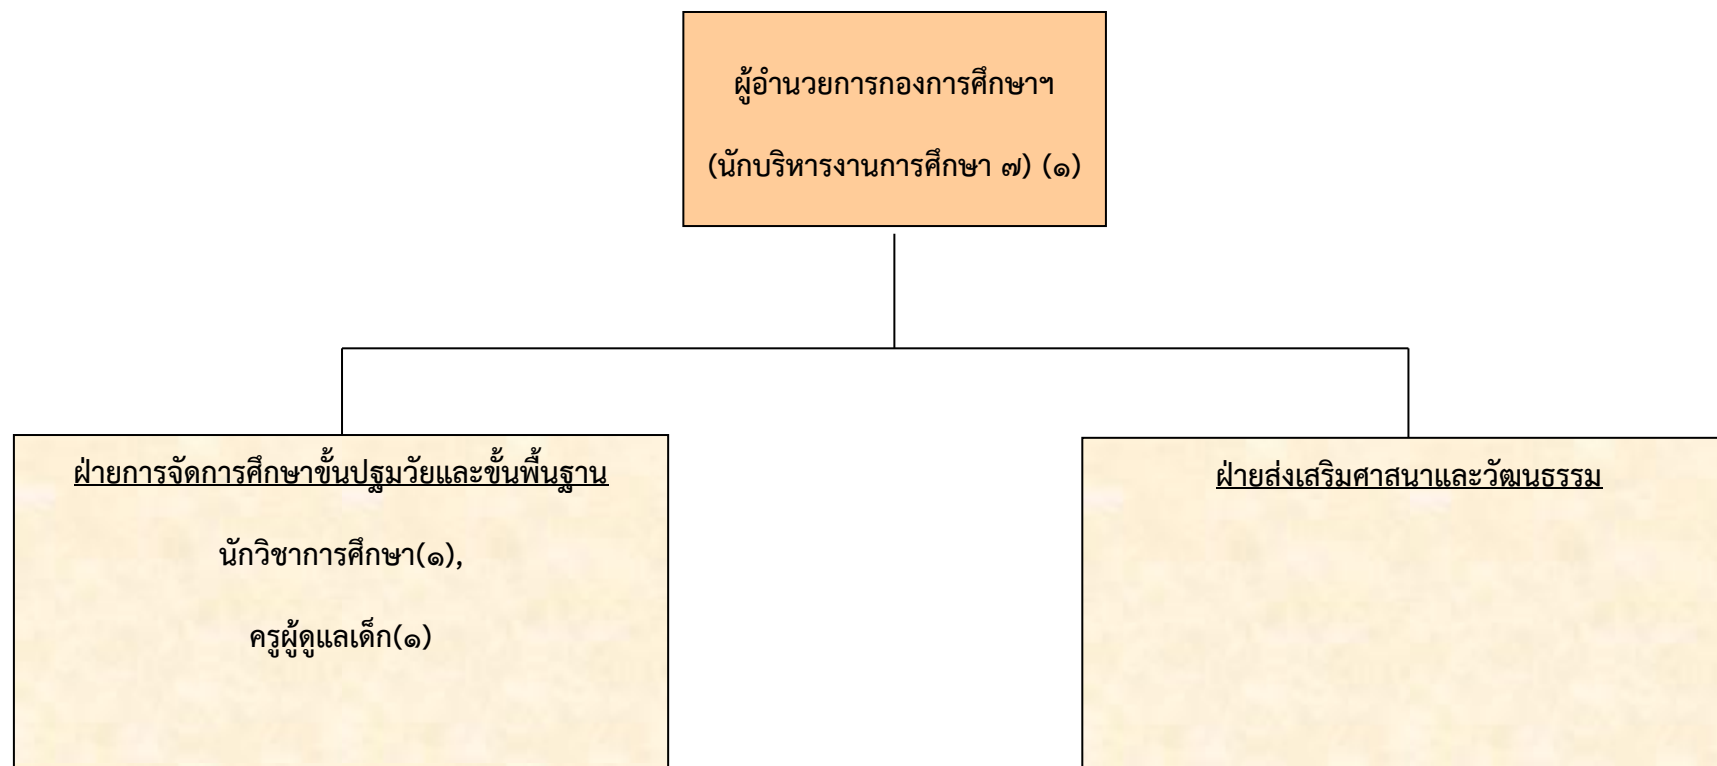 ผู้อำนวยการกองการศึกษาฯ
(นักบริหารงานการศึกษา ๗) (๑)
ฝ่ายการจัดการศึกษาขั้นปฐมวัยและขั้นพื้นฐาน
นักวิชาการศึกษา(๑),
ครูผู้ดูแลเด็ก(๑)
ฝ่ายส่งเสริมศาสนาและวัฒนธรรม